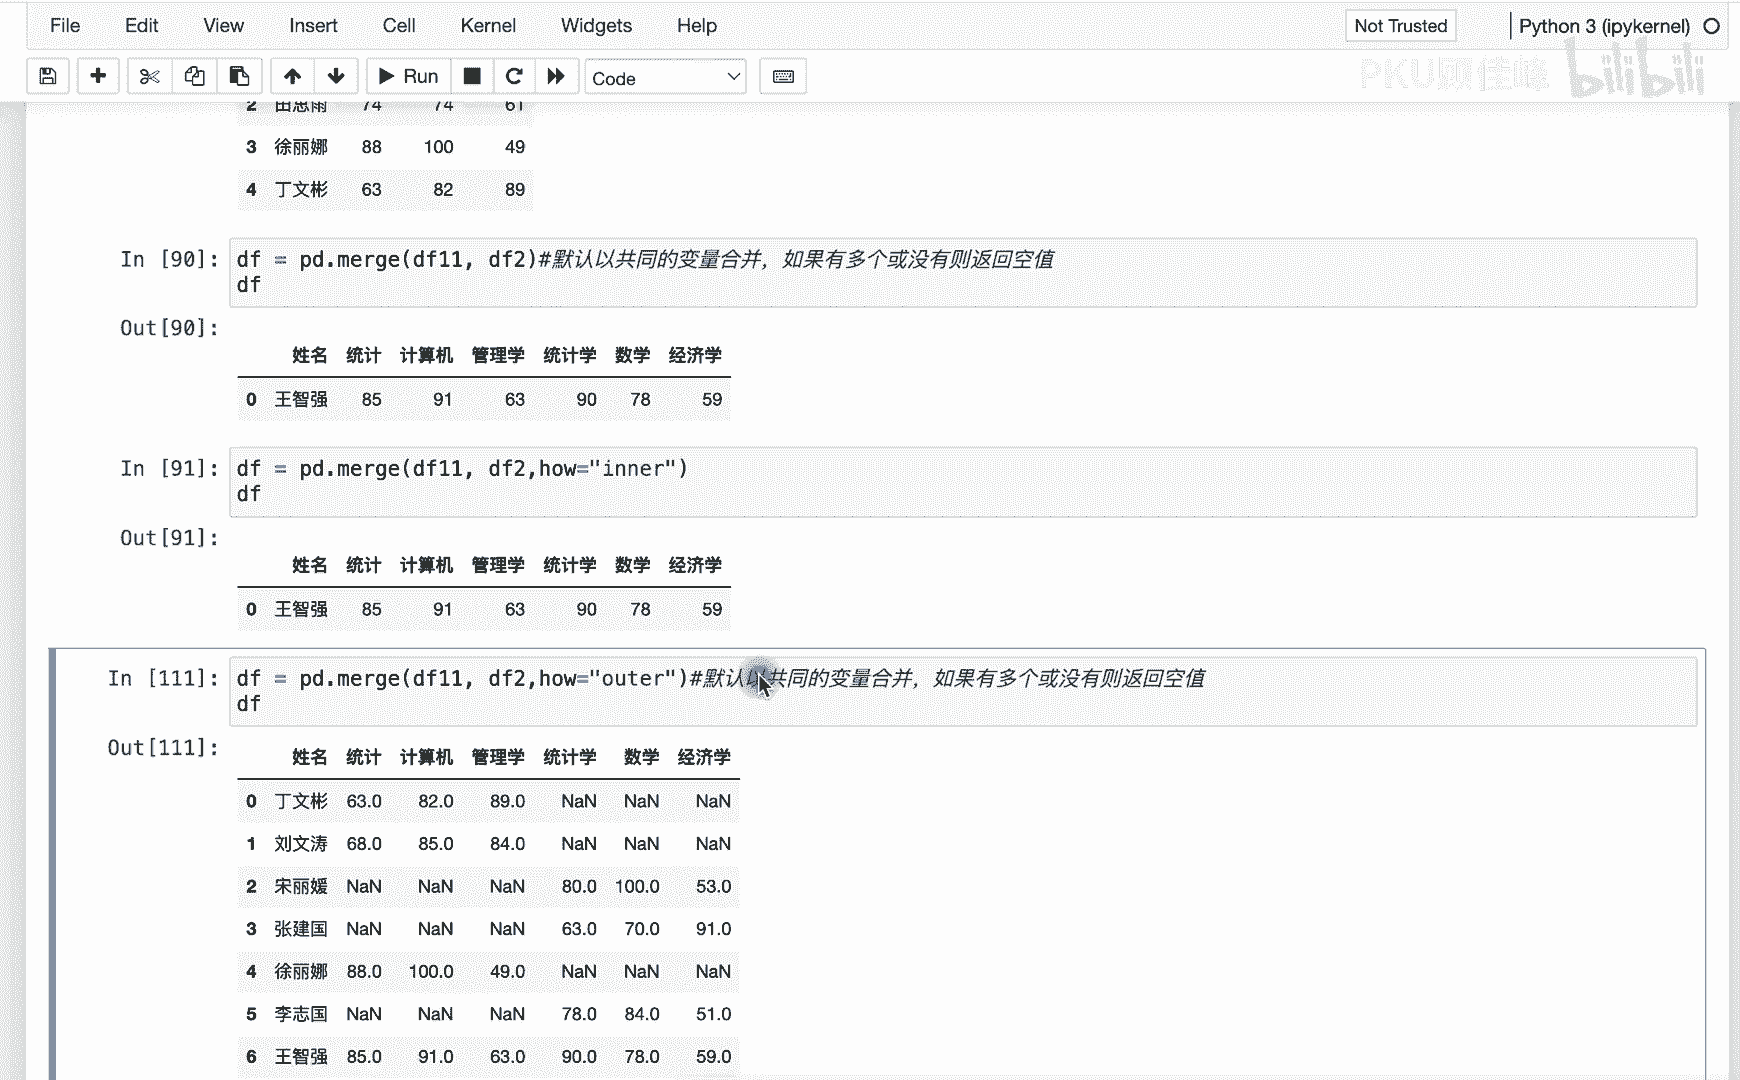 File Edit View Insert Cell Kernel Widgets Help Not Trusted Python 3 (ipykernel)
Run Code
PKU顾佳峰 bilibili
2 田思雨 74 74 61
3 徐丽娜 88 100 49
4 丁文彬 63 82 89
In [90]: df = pd.merge(df11, df2)#默认以共同的变量合并，如果有多个或没有则返回空值
df
Out[90]:
姓名 统计 计算机 管理学 统计学 数学 经济学
0 王智强 85 91 63 90 78 59
In [91]: df = pd.merge(df11, df2,how="inner")
df
Out[91]:
姓名 统计 计算机 管理学 统计学 数学 经济学
0 王智强 85 91 63 90 78 59
In [111]: df = pd.merge(df11, df2,how="outer")#默认以共同的变量合并，如果有多个或没有则返回空值
df
Out[111]:
姓名 统计 计算机 管理学 统计学 数学 经济学
0 丁文彬 63.0 82.0 89.0 NaN NaN NaN
1 刘文涛 68.0 85.0 84.0 NaN NaN NaN
2 宋丽媛 NaN NaN NaN 80.0 100.0 53.0
3 张建国 NaN NaN NaN 63.0 70.0 91.0
4 徐丽娜 88.0 100.0 49.0 NaN NaN NaN
5 李志国 NaN NaN NaN 78.0 84.0 51.0
6 王智强 85.0 91.0 63.0 90.0 78.0 59.0